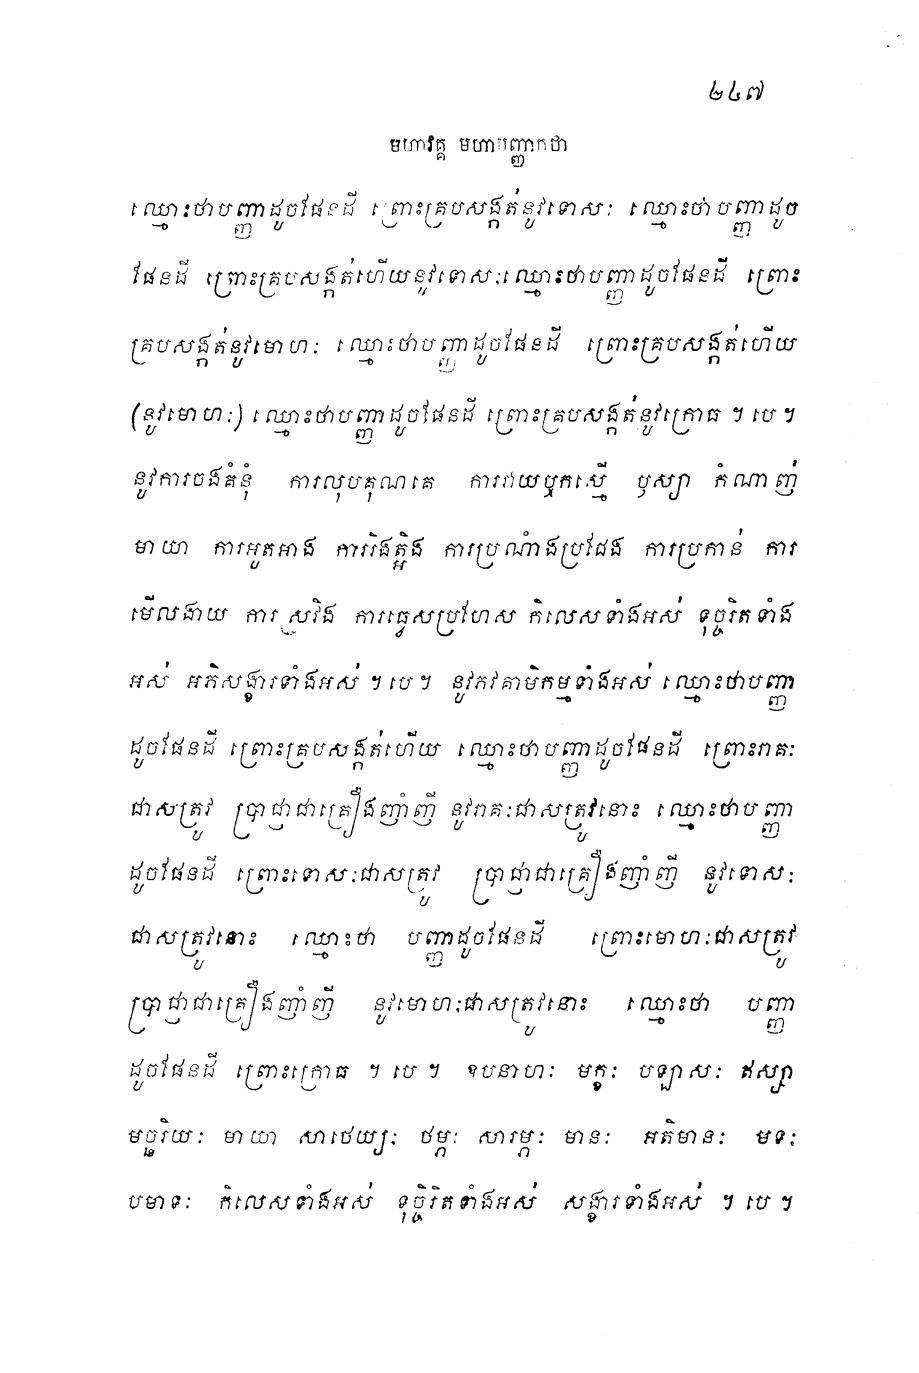 ២៤៧
មហាវគ្គ មហាបញ្ញាកថា
ឈ្មោះថាបញ្ញាដូចផែនដី ព្រោះគ្របសង្កត់នូវទោសៈ ឈ្មោះថាបញ្ញាដូច
ផែនដី ព្រោះគ្របសង្កត់ហើយនូវទោសៈ ឈ្មោះថាបញ្ញាដូចផែនដី ព្រោះ
គ្របសង្កត់នូវមោហៈ ឈ្មោះថាបញ្ញាដូចផែនដី ព្រោះគ្របសង្កត់ហើយ
(នូវមោហៈ) ឈ្មោះថាបញ្ញាដូចផែនដី ព្រោះគ្របសង្កត់នូវក្រោធ ។ បេ ។
នូវការចងគំនុំ ការលុបគុណគេ ការវាយឫកស្មើ ឫស្យា កំណាញ់
មាយា ការអួតអាង ការរឹងត្អឹង ការប្រណាំងប្រជែង ការប្រកាន់ ការ
មើលងាយ ការស្រវឹង ការធ្វេសប្រហែស កិលេសទាំងអស់ ទុច្ចរិតទាំង
អស់ អភិសង្ខារទាំងអស់ ។ បេ ។ នូវភវគាមិកម្មទាំងអស់ ឈ្មោះថាបញ្ញា
ដូចផែនដី ព្រោះគ្របសង្កត់ហើយ ឈ្មោះថាបញ្ញាដូចផែនដី ព្រោះរាគៈ
ជាសត្រូវ ប្រាជ្ញាជាគ្រឿងញាំញី នូវរាគៈជាសត្រូវនោះ ឈ្មោះថាបញ្ញា
ដូចផែនដី ព្រោះទោសៈជាសត្រូវ ប្រាជ្ញាជាគ្រឿងញាំញី នូវទោសៈ
ជាសត្រូវនោះ ឈ្មោះថា បញ្ញាដូចផែនដី ព្រោះមោហៈជាសត្រូវ
ប្រាជ្ញាជាគ្រឿងញាំញី នូវមោហៈជាសត្រូវនោះ ឈ្មោះថា បញ្ញា
ដូចផែនដី ព្រោះក្រោធ ។ បេ ។ ឧបនាហៈ មក្ខៈ បឡាសៈ ឥស្សា
មច្ឆរិយៈ មាយា សាថេយ្យៈ ថម្ភៈ សារម្ភៈ មានៈ អតិមានៈ មទៈ
បមាទៈ កិលេសទាំងអស់ ទុច្ចិរិតទាំងអស់ សង្ខារទាំងអស់ ។ បេ ។